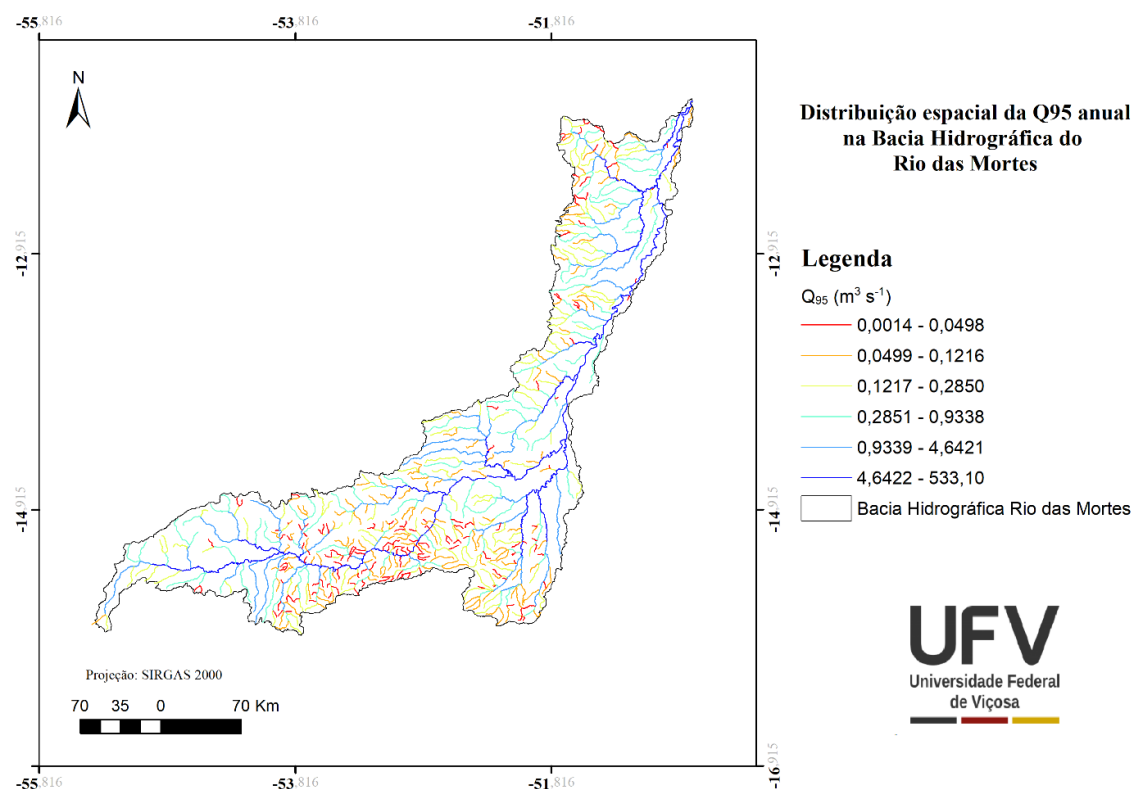 -55,816 -53,816 -51,816
N
Distribuição espacial da Q95 anual
na Bacia Hidrográfica do
Rio das Mortes
-12,915 -12,915
Legenda
Q95 (m³ s⁻¹)
0,0014 - 0,0498
0,0499 - 0,1216
0,1217 - 0,2850
0,2851 - 0,9338
0,9339 - 4,6421
4,6422 - 533,10
Bacia Hidrográfica Rio das Mortes
-14,915 -14,915
UFV
Universidade Federal
de Viçosa
Projeção: SIRGAS 2000
70 35 0 70 Km
-16,915
-55,816 -53,816 -51,816